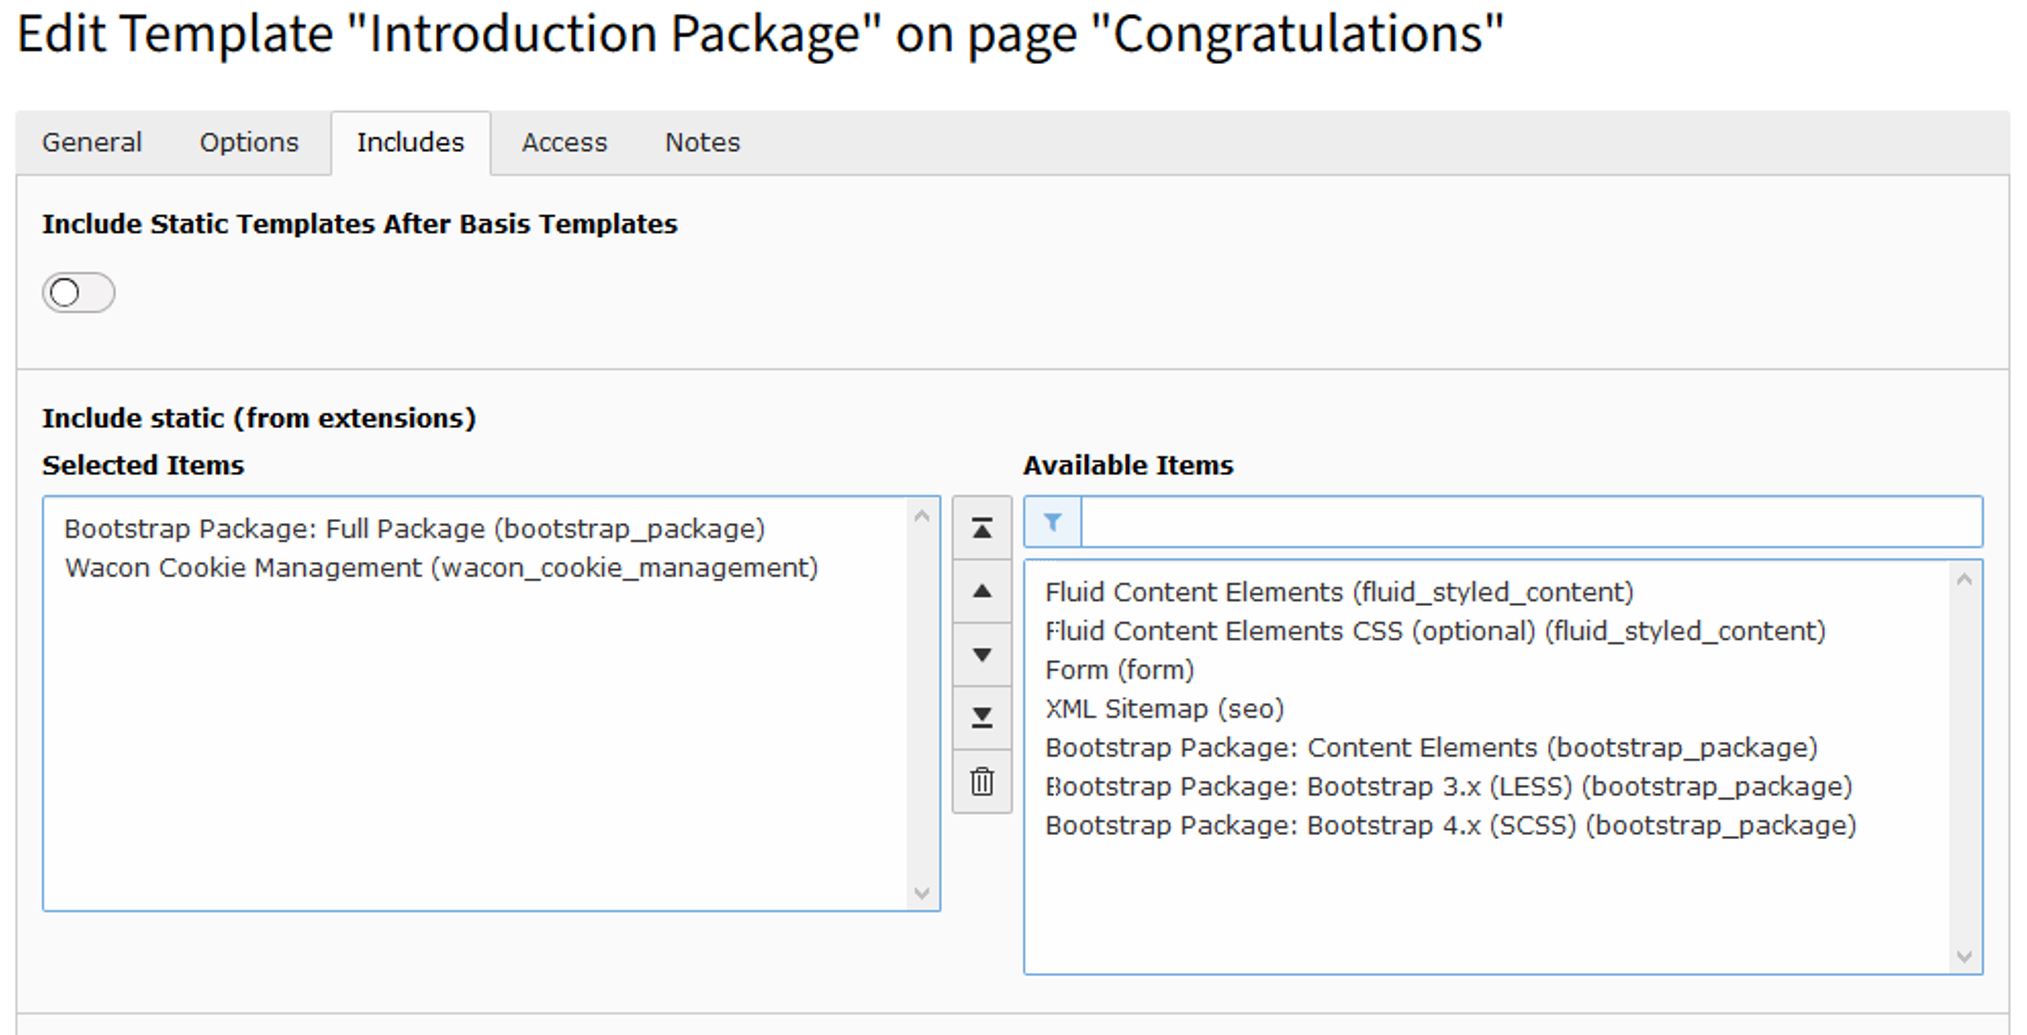 Edit Template "Introduction Package" on page "Congratulations"
General Options Includes Access Notes
Include Static Templates After Basis Templates
Include static (from extensions)
Selected Items
Bootstrap Package: Full Package (bootstrap_package)
Wacon Cookie Management (wacon_cookie_management)
Available Items
Fluid Content Elements (fluid_styled_content)
Fluid Content Elements CSS (optional) (fluid_styled_content)
Form (form)
XML Sitemap (seo)
Bootstrap Package: Content Elements (bootstrap_package)
Bootstrap Package: Bootstrap 3.x (LESS) (bootstrap_package)
Bootstrap Package: Bootstrap 4.x (SCSS) (bootstrap_package)